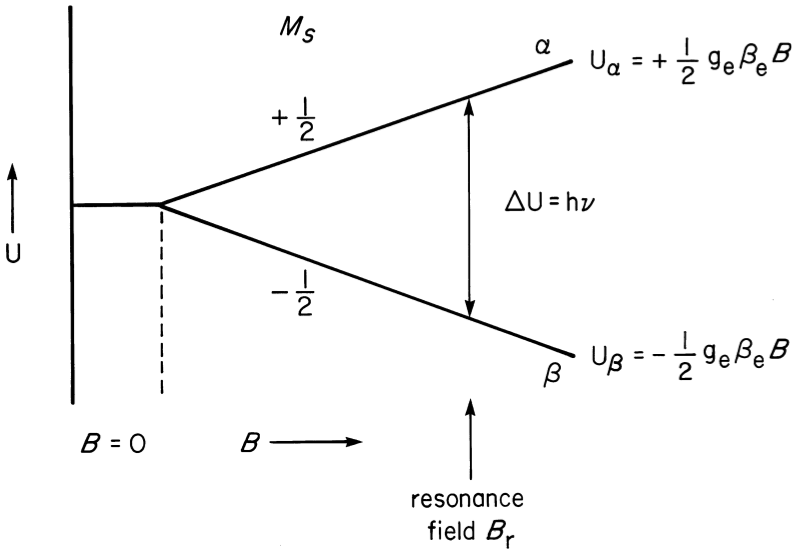 M_S
α
U_α = + 1/2 g_e β_e B
+ 1/2
ΔU = hν
U
− 1/2
β
U_β = − 1/2 g_e β_e B
B = 0
B
resonance
field B_r